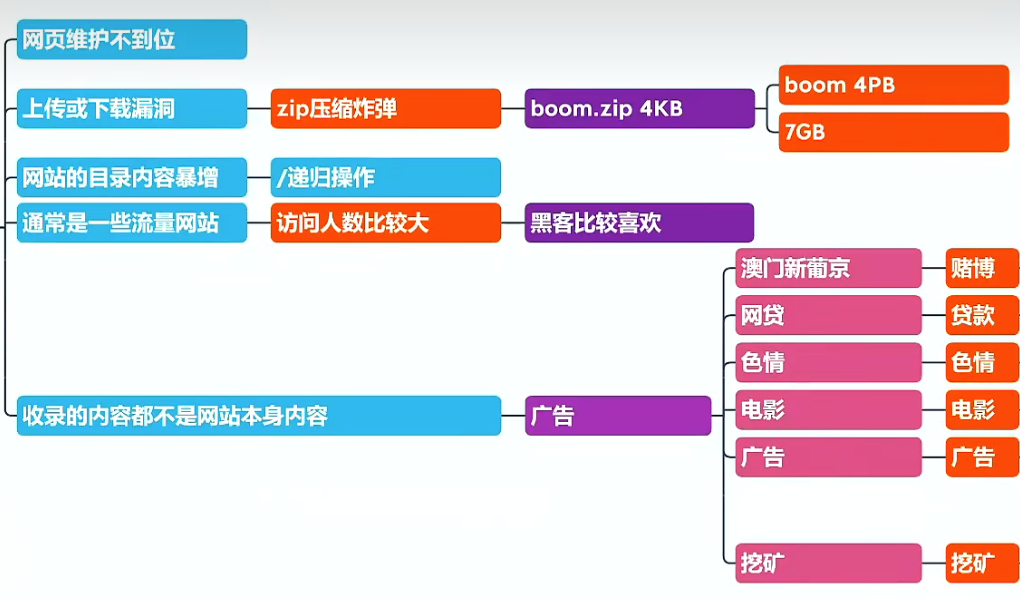 网页维护不到位
上传或下载漏洞
zip压缩炸弹
boom.zip 4KB
boom 4PB
7GB
网站的目录内容暴增
/递归操作
通常是一些流量网站
访问人数比较大
黑客比较喜欢
收录的内容都不是网站本身内容
广告
澳门新葡京
赌博
网贷
贷款
色情
色情
电影
电影
广告
广告
挖矿
挖矿